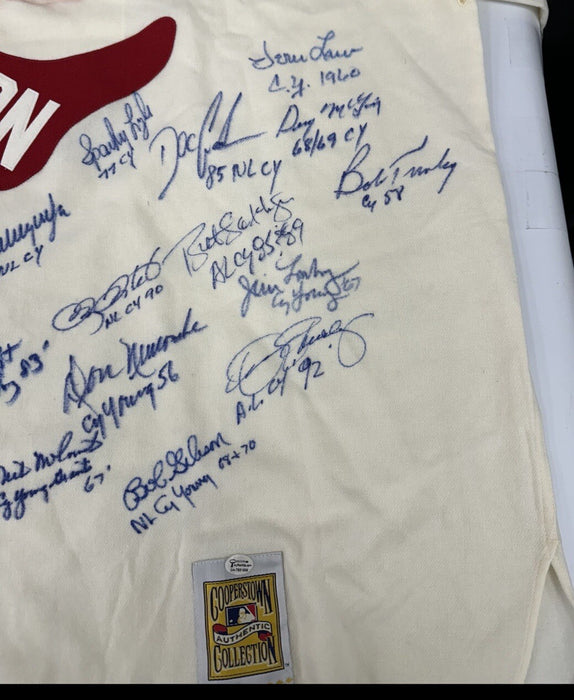 ON
Vern Law
C.Y. 1960
Sparky Lyle
77 CY
Doc
85 NL CY
Denny McLain
68/69 CY
Bob Turley
Cy 58
NL CY
Bret Saberhagen
AL CY 85 89
NL CY 90
Jim Lonborg
Cy Young 67
83'
Don Newcombe
Cy Young 56
A.L. CY. '92
Mike McCormick
Cy Young Award
67'
Bob Gibson
NL Cy Young 68+70
COOPERSTOWN
AUTHENTIC
COLLECTION